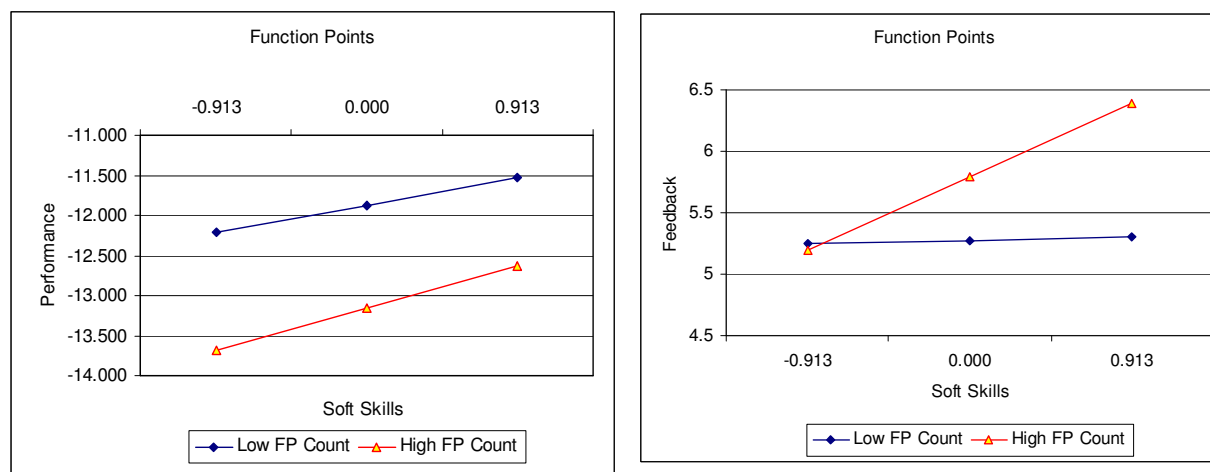 Function Points
-0.913 0.000 0.913
-11.000
-11.500
-12.000
-12.500
-13.000
-13.500
-14.000
Performance
Soft Skills
Low FP Count High FP Count
Function Points
6.5
6
5.5
5
4.5
Feedback
-0.913 0.000 0.913
Soft Skills
Low FP Count High FP Count